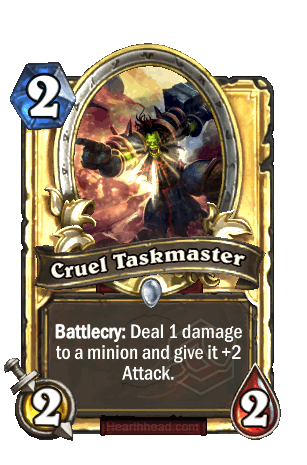 2
Cruel Taskmaster
Battlecry: Deal 1 damage
to a minion and give it +2
Attack.
2
2
Hearthhead.com